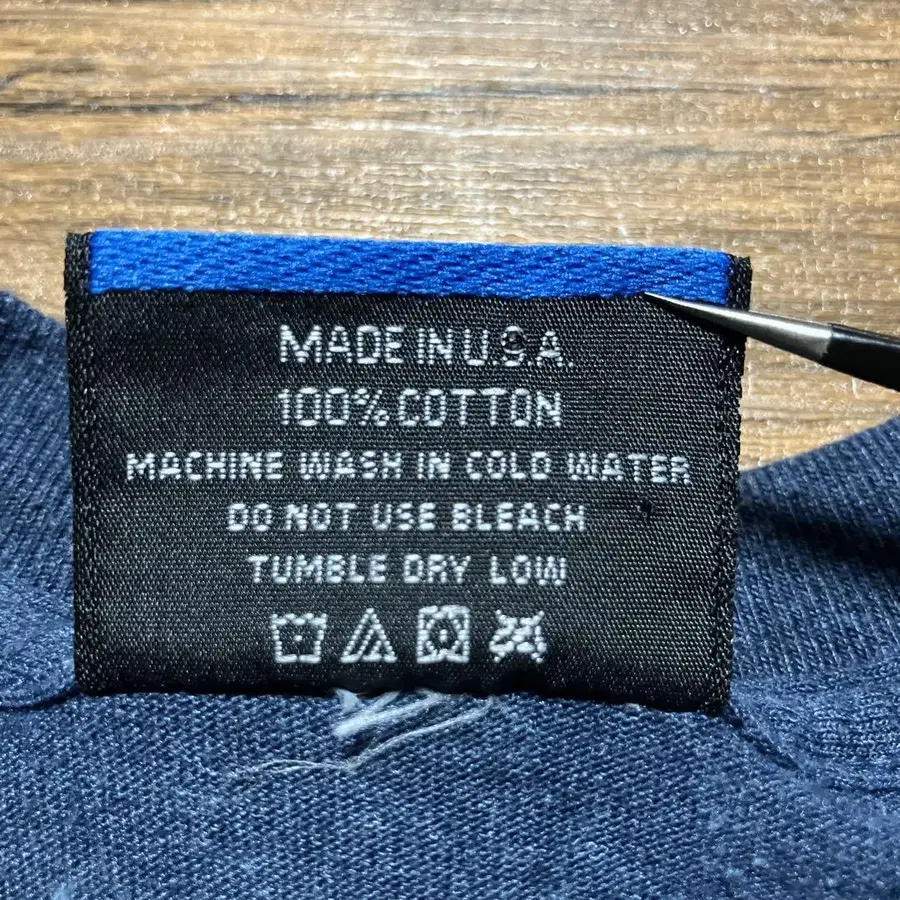 MADE IN U.S.A.
100% COTTON
MACHINE WASH IN COLD WATER
DO NOT USE BLEACH
TUMBLE DRY LOW